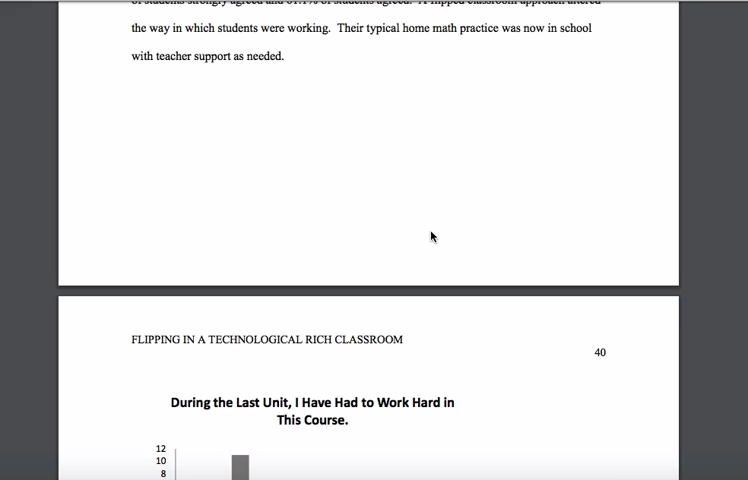 the way in which students were working. Their typical home math practice was now in school
with teacher support as needed.
FLIPPING IN A TECHNOLOGICAL RICH CLASSROOM
40
During the Last Unit, I Have Had to Work Hard in
This Course.
12
10
8